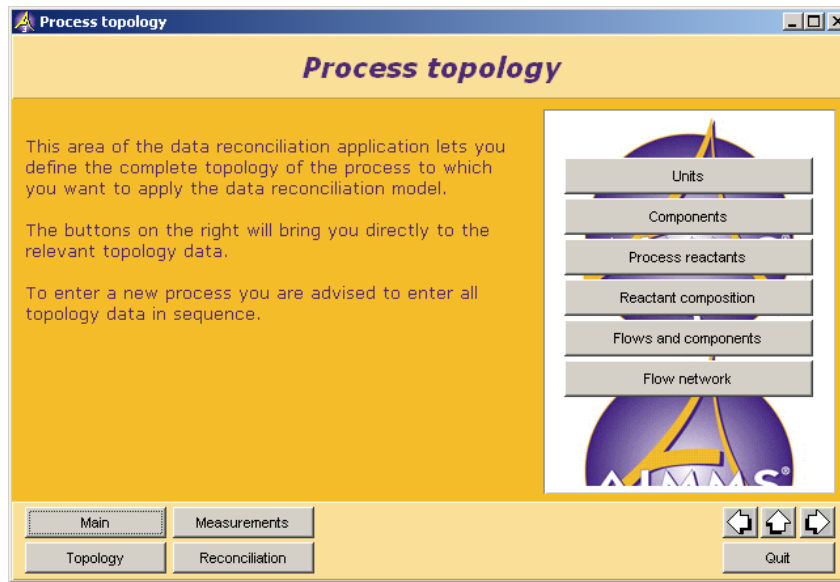 Process topology
Process topology
This area of the data reconciliation application lets you
define the complete topology of the process to which
you want to apply the data reconciliation model.
The buttons on the right will bring you directly to the
relevant topology data.
To enter a new process you are advised to enter all
topology data in sequence.
Units
Components
Process reactants
Reactant composition
Flows and components
Flow network
AIMMS®
Main
Measurements
Topology
Reconciliation
Quit